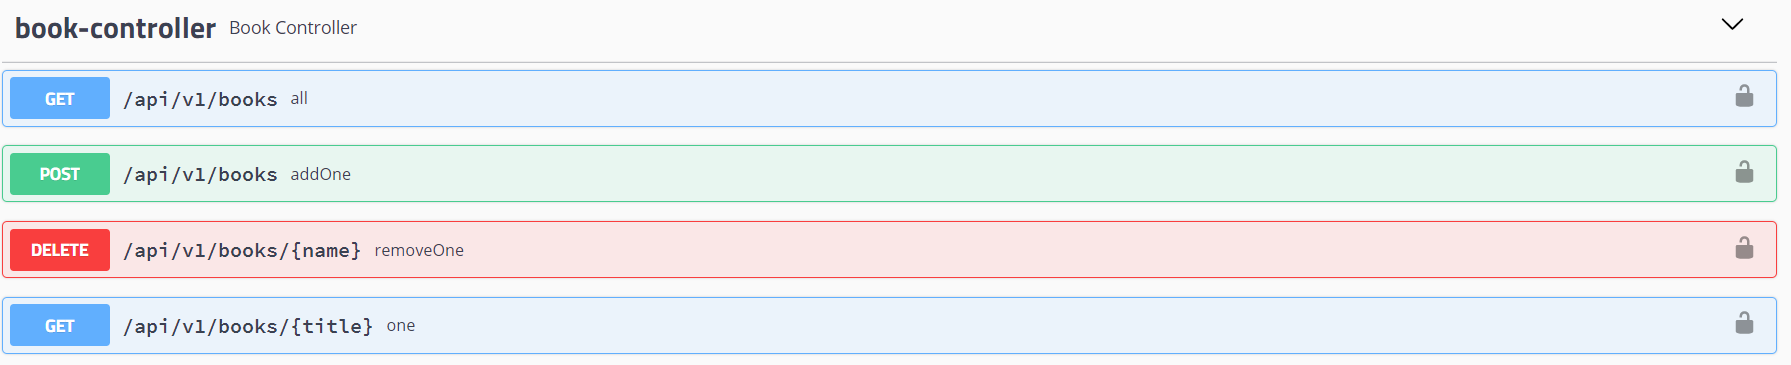 book-controller Book Controller
GET /api/v1/books all
POST /api/v1/books addOne
DELETE /api/v1/books/{name} removeOne
GET /api/v1/books/{title} one